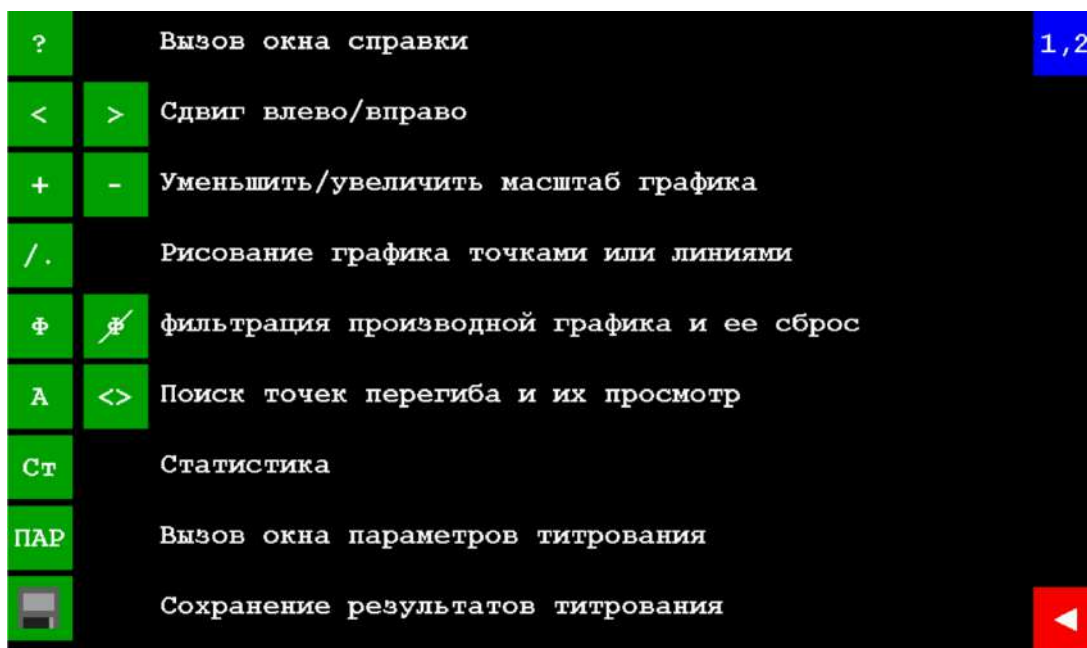 ? Вызов окна справки 1,2
< > Сдвиг влево/вправо
+ - Уменьшить/увеличить масштаб графика
/. Рисование графика точками или линиями
Ф Ф фильтрация производной графика и ее сброс
А <> Поиск точек перегиба и их просмотр
Ст Статистика
ПАР Вызов окна параметров титрования
Сохранение результатов титрования